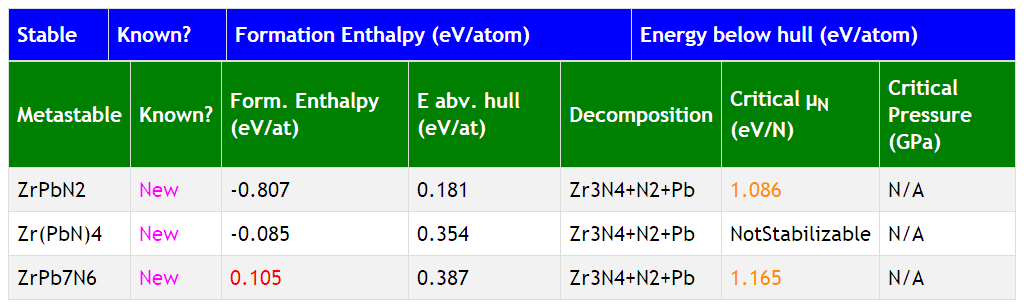 Stable Known? Formation Enthalpy (eV/atom) Energy below hull (eV/atom)
Metastable Known? Form. Enthalpy (eV/at) E abv. hull (eV/at) Decomposition Critical μN (eV/N) Critical Pressure (GPa)
ZrPbN2 New -0.807 0.181 Zr3N4+N2+Pb 1.086 N/A
Zr(PbN)4 New -0.085 0.354 Zr3N4+N2+Pb NotStabilizable N/A
ZrPb7N6 New 0.105 0.387 Zr3N4+N2+Pb 1.165 N/A